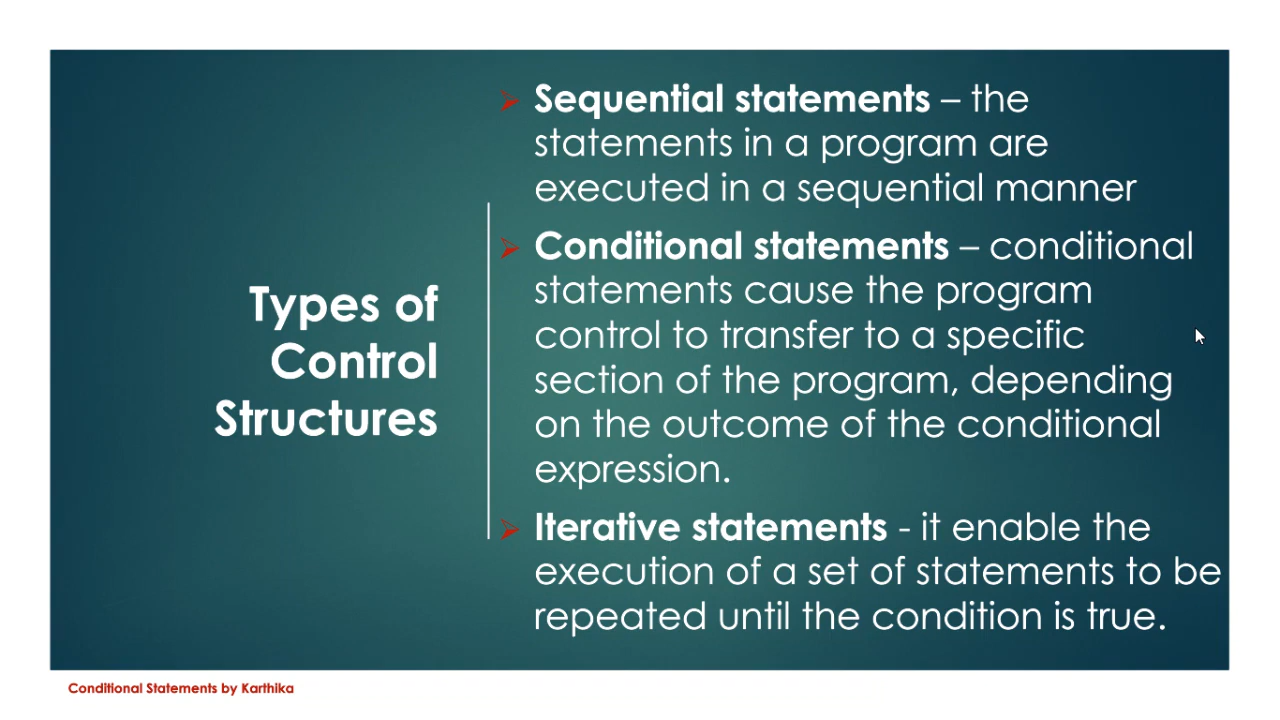 Types of
Control
Structures
Sequential statements – the
statements in a program are
executed in a sequential manner
Conditional statements – conditional
statements cause the program
control to transfer to a specific
section of the program, depending
on the outcome of the conditional
expression.
Iterative statements - it enable the
execution of a set of statements to be
repeated until the condition is true.
Conditional Statements by Karthika